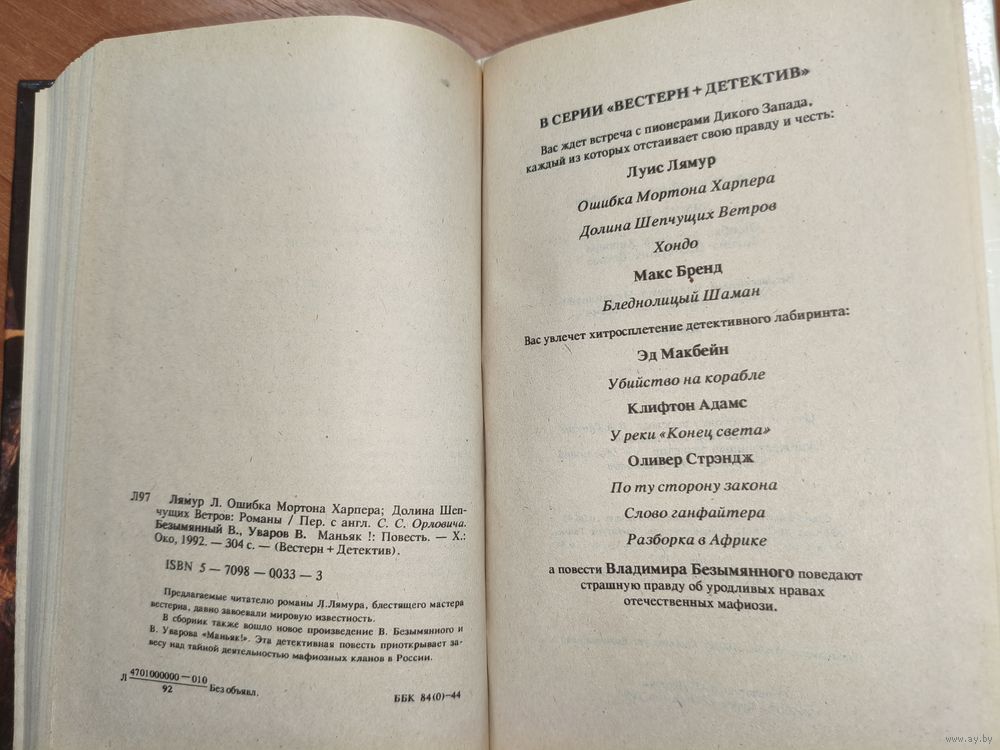 Л97 Лямур Л. Ошибка Мортона Харпера; Долина Шеп-
чущих Ветров: Романы / Пер. с англ. С. С. Орловича.
Безымянный В., Уваров В. Маньяк !: Повесть. — Х.:
Око, 1992. — 304 с. — (Вестерн + Детектив).
ISBN 5 — 7098 — 0033 — 3
Предлагаемые читателю романы Л.Лямура, блестящего мастера
вестерна, давно завоевали мировую известность.
В сборник также вошло новое произведение В. Безымянного и
В. Уварова «Маньяк!». Эта детективная повесть приоткрывает за-
весу над тайной деятельностью мафиозных кланов в России.
Л 4701000000 — 010
92 Без объявл.
ББК 84(0)-44
В СЕРИИ «ВЕСТЕРН + ДЕТЕКТИВ»
Вас ждет встреча с пионерами Дикого Запада,
каждый из которых отстаивает свою правду и честь:
Луис Лямур
Ошибка Мортона Харпера
Долина Шепчущих Ветров
Хондо
Макс Бренд
Бледнолицый Шаман
Вас увлечет хитросплетение детективного лабиринта:
Эд Макбейн
Убийство на корабле
Клифтон Адамс
У реки «Конец света»
Оливер Стрэндж
По ту сторону закона
Слово ганфайтера
Разборка в Африке
а повести Владимира Безымянного поведают
страшную правду об уродливых нравах
отечественных мафиози.
www.ay.by